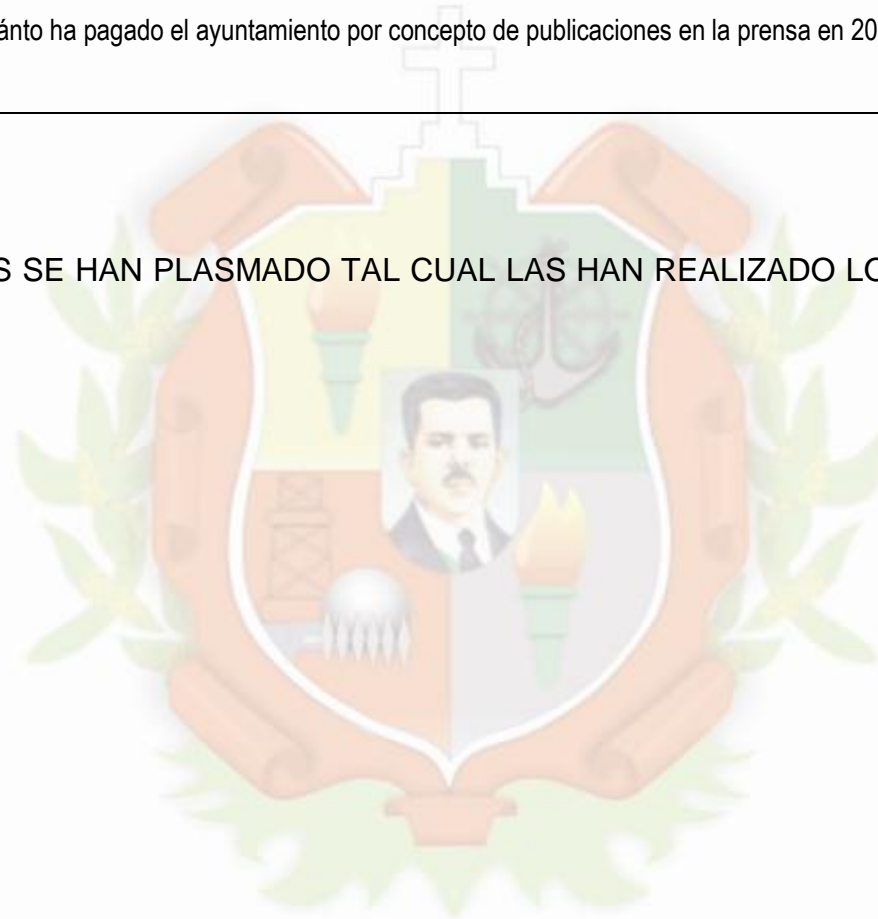 ánto ha pagado el ayuntamiento por concepto de publicaciones en la prensa en 20
S SE HAN PLASMADO TAL CUAL LAS HAN REALIZADO LO